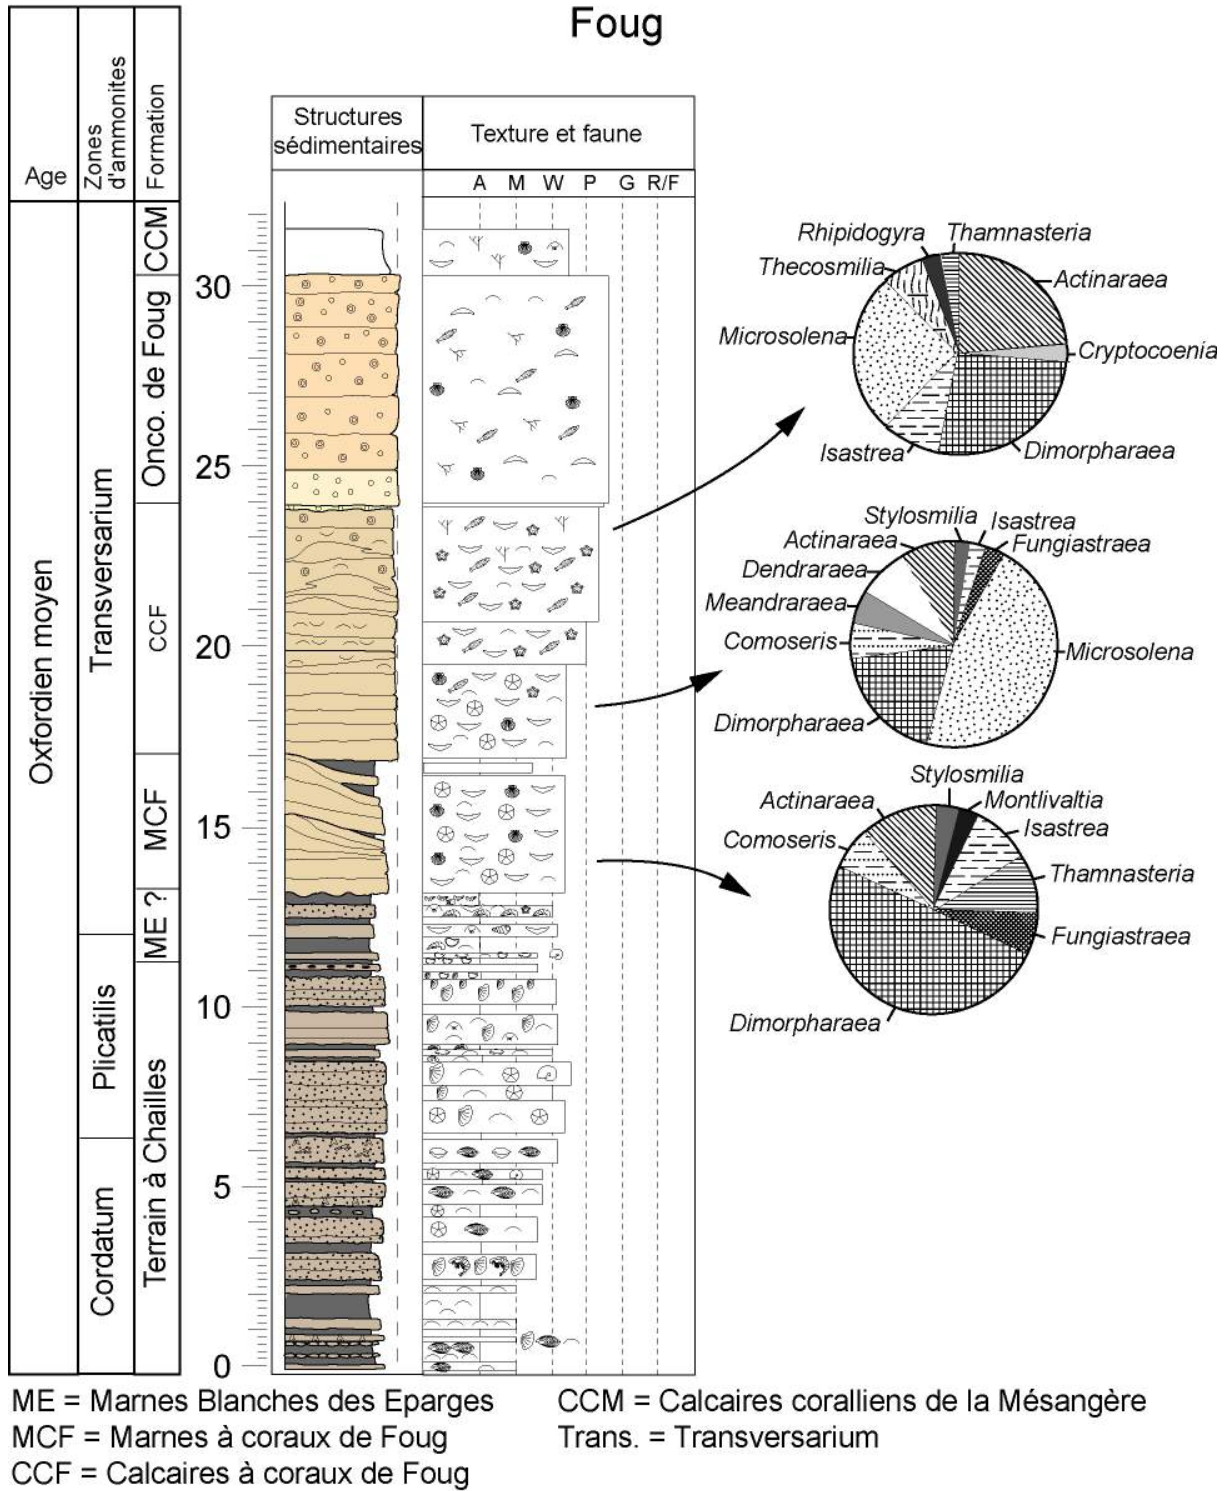 Foug
Age
Zones
d'ammonites
Formation
Structures
sédimentaires
Texture et faune
A M W P G R/F
Oxfordien moyen
Transversarium
Plicatilis
Cordatum
CCM
Onco. de Foug
CCF
MCF
ME ?
Terrain à Chailles
30
25
20
15
10
5
0
Rhipidogyra
Thamnasteria
Thecosmilia
Actinaraea
Microsolena
Cryptocoenia
Isastrea
Dimorpharaea
Stylosmilia
Isastrea
Actinaraea
Fungiastraea
Dendraraea
Meandraraea
Comoseris
Microsolena
Dimorpharaea
Stylosmilia
Actinaraea
Montlivaltia
Isastrea
Comoseris
Thamnasteria
Fungiastraea
Dimorpharaea
ME = Marnes Blanches des Eparges
CCM = Calcaires coralliens de la Mésangère
MCF = Marnes à coraux de Foug
Trans. = Transversarium
CCF = Calcaires à coraux de Foug